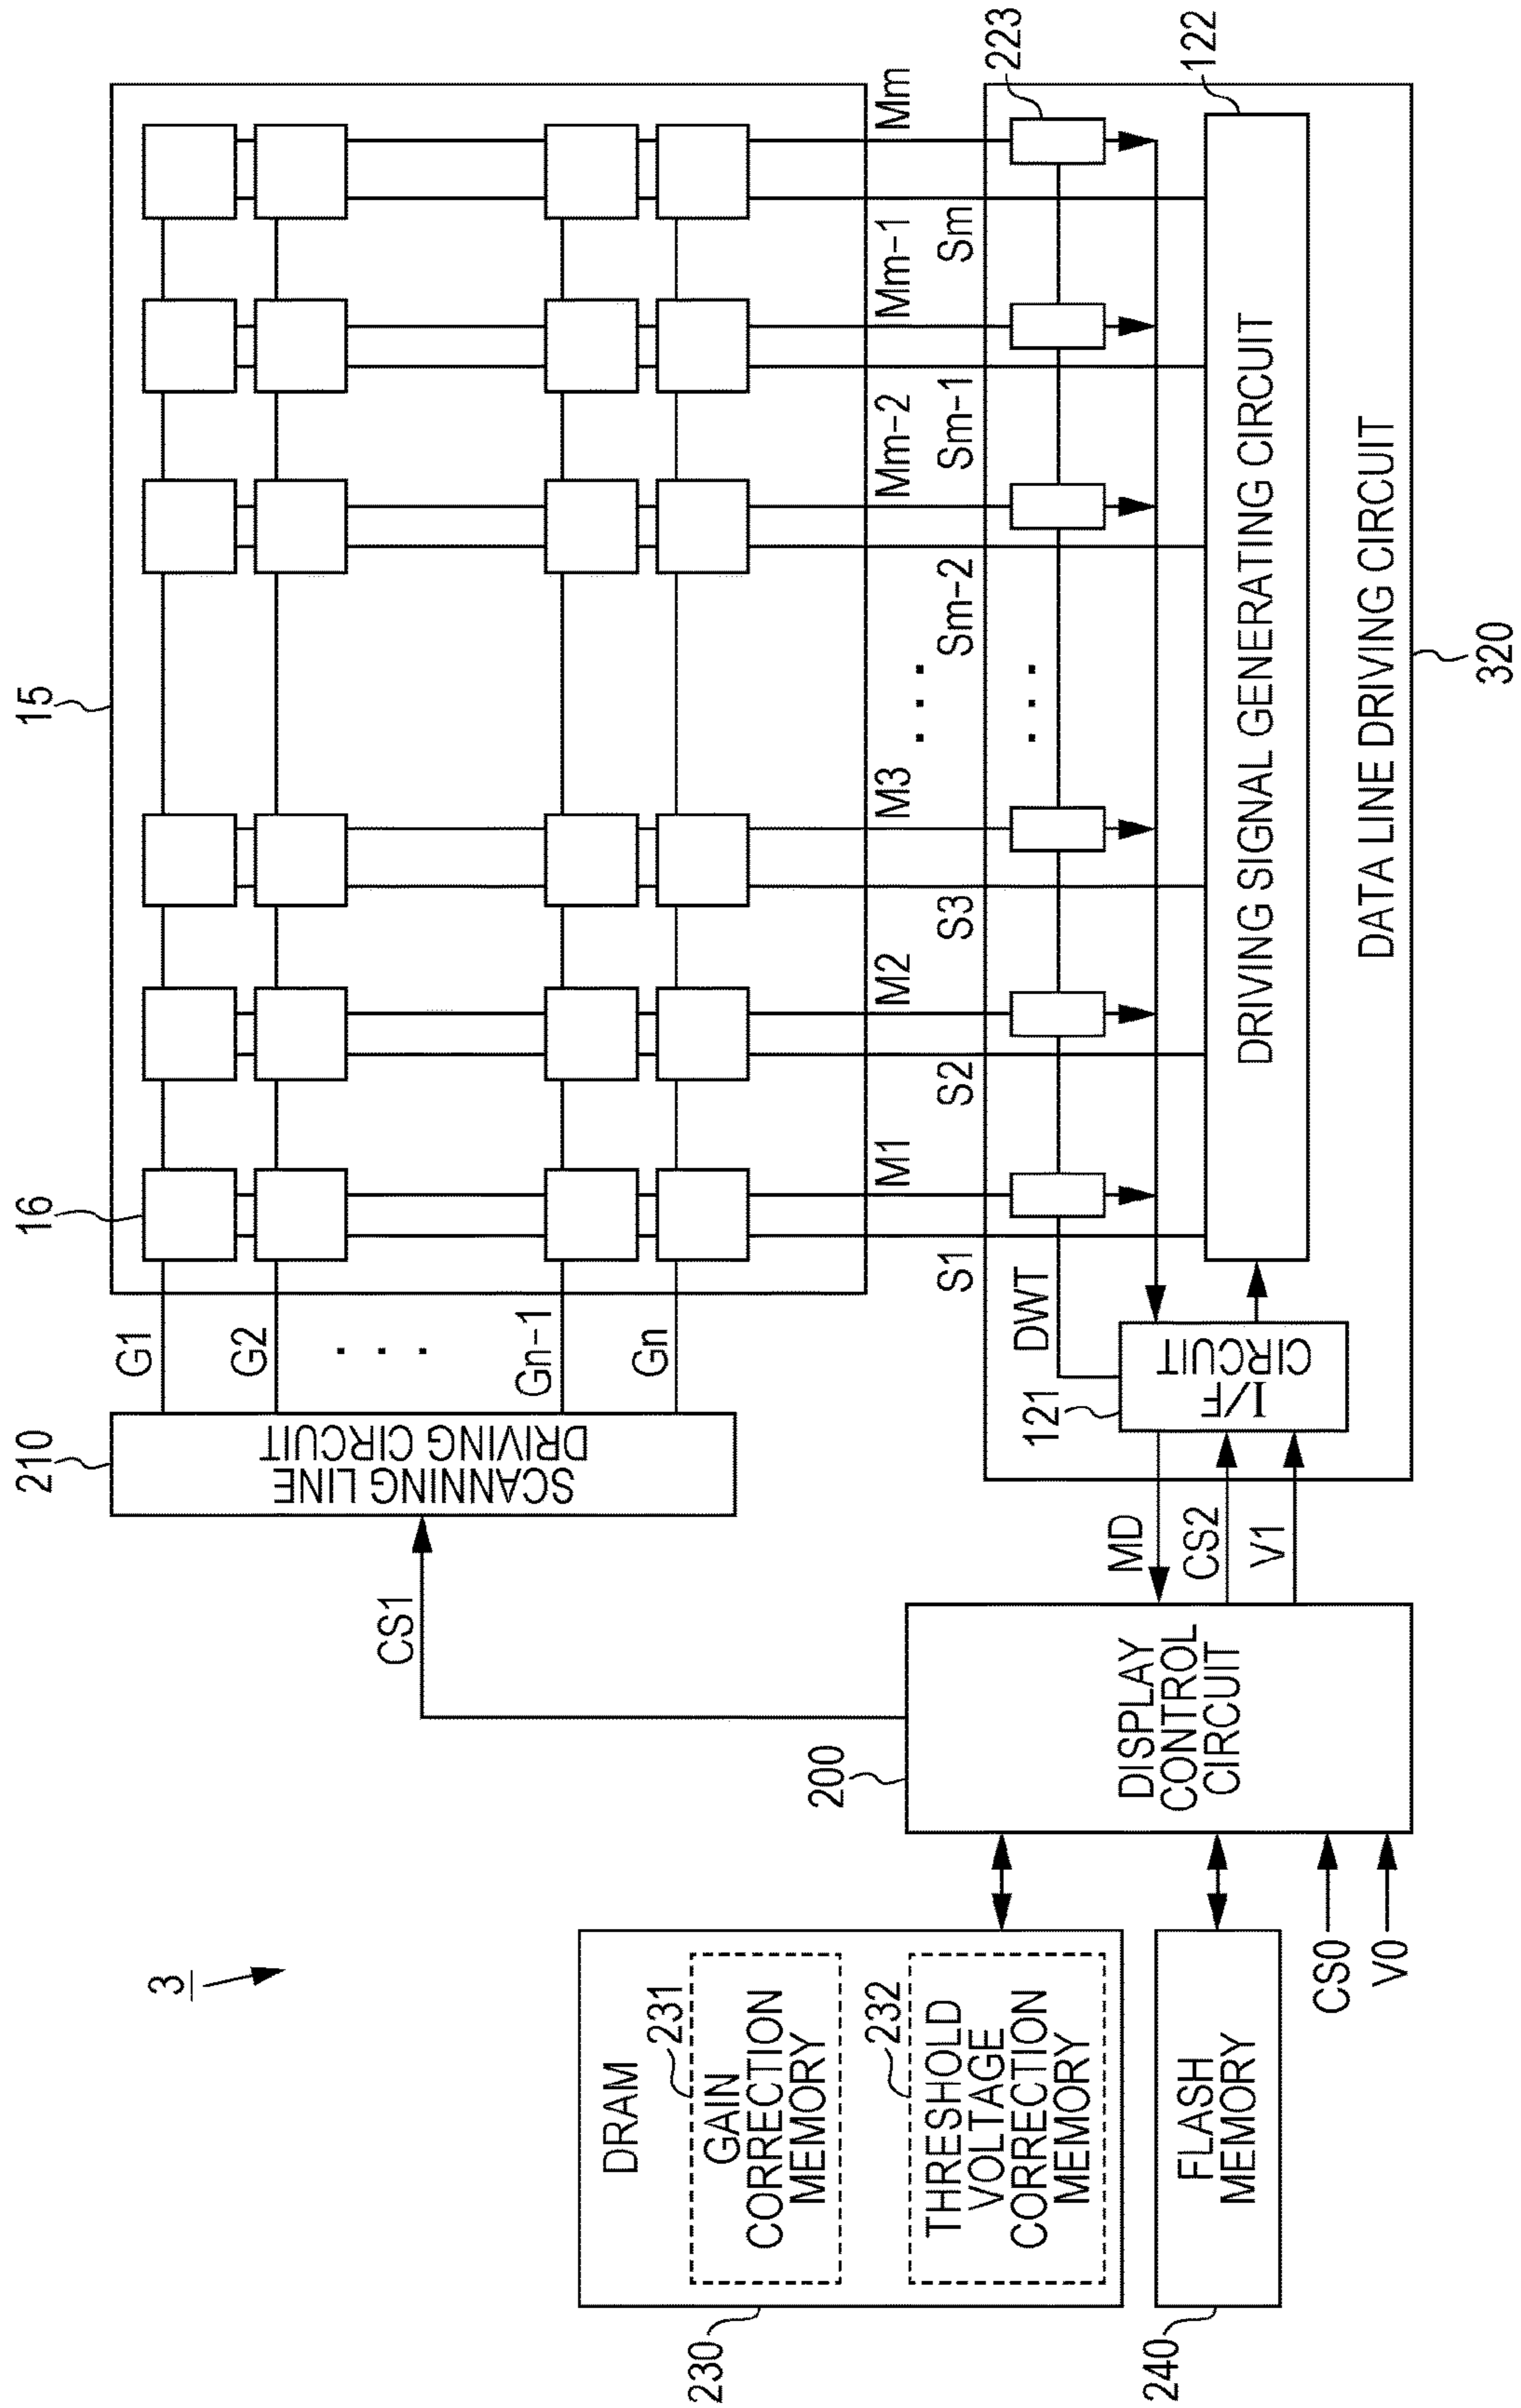 3
15
16
210
SCANNING LINE
DRIVING CIRCUIT
G1
G2
. . .
Gn-1
Gn
CS1
M1
M2
M3
. . .
Mm-2
Mm-1
Mm
S1
S2
S3
Sm-2
Sm-1
Sm
223
. . .
DWT
121
I/F
CIRCUIT
DRIVING SIGNAL GENERATING CIRCUIT
122
DATA LINE DRIVING CIRCUIT
320
MD
CS2
V1
200
DISPLAY
CONTROL
CIRCUIT
DRAM
231
GAIN
CORRECTION
MEMORY
232
THRESHOLD
VOLTAGE
CORRECTION
MEMORY
230
FLASH
MEMORY
240
CS0
V0